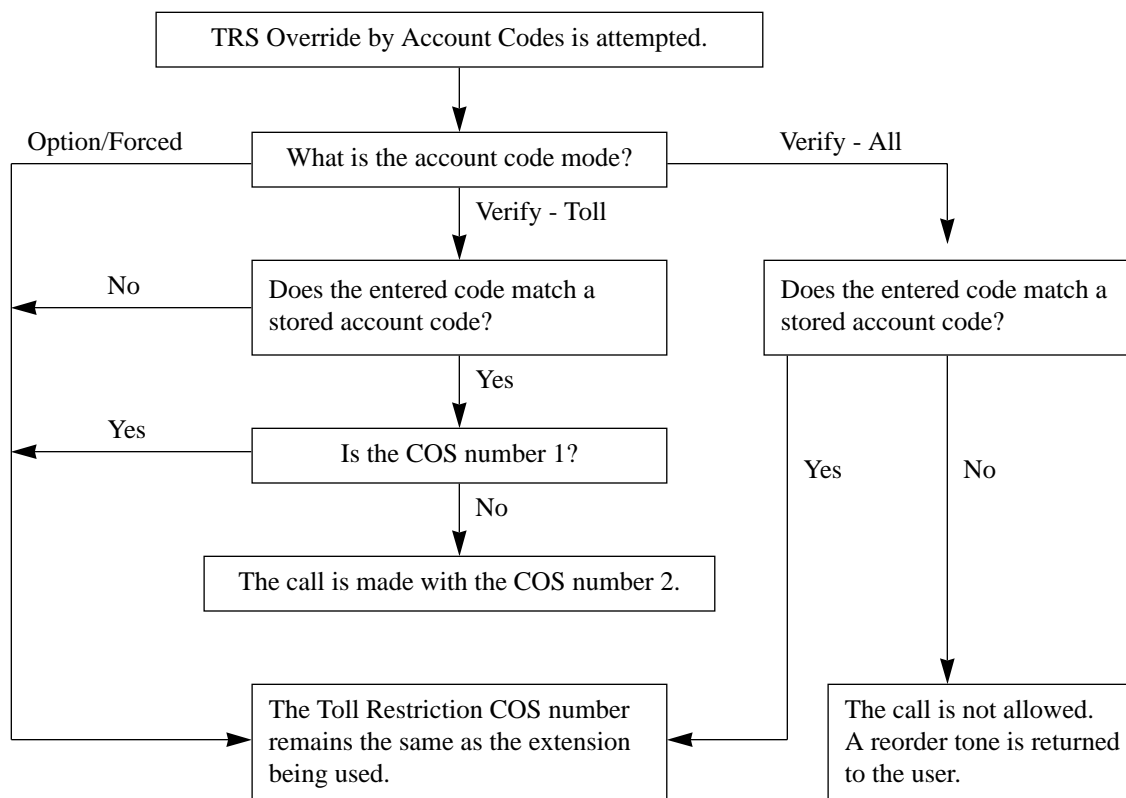 TRS Override by Account Codes is attempted.
Option/Forced
What is the account code mode?
Verify - All
Verify - Toll
No
Does the entered code match a
stored account code?
Does the entered code match a
stored account code?
Yes
Yes
Is the COS number 1?
Yes
No
No
The call is made with the COS number 2.
The Toll Restriction COS number
remains the same as the extension
being used.
The call is not allowed.
A reorder tone is returned
to the user.